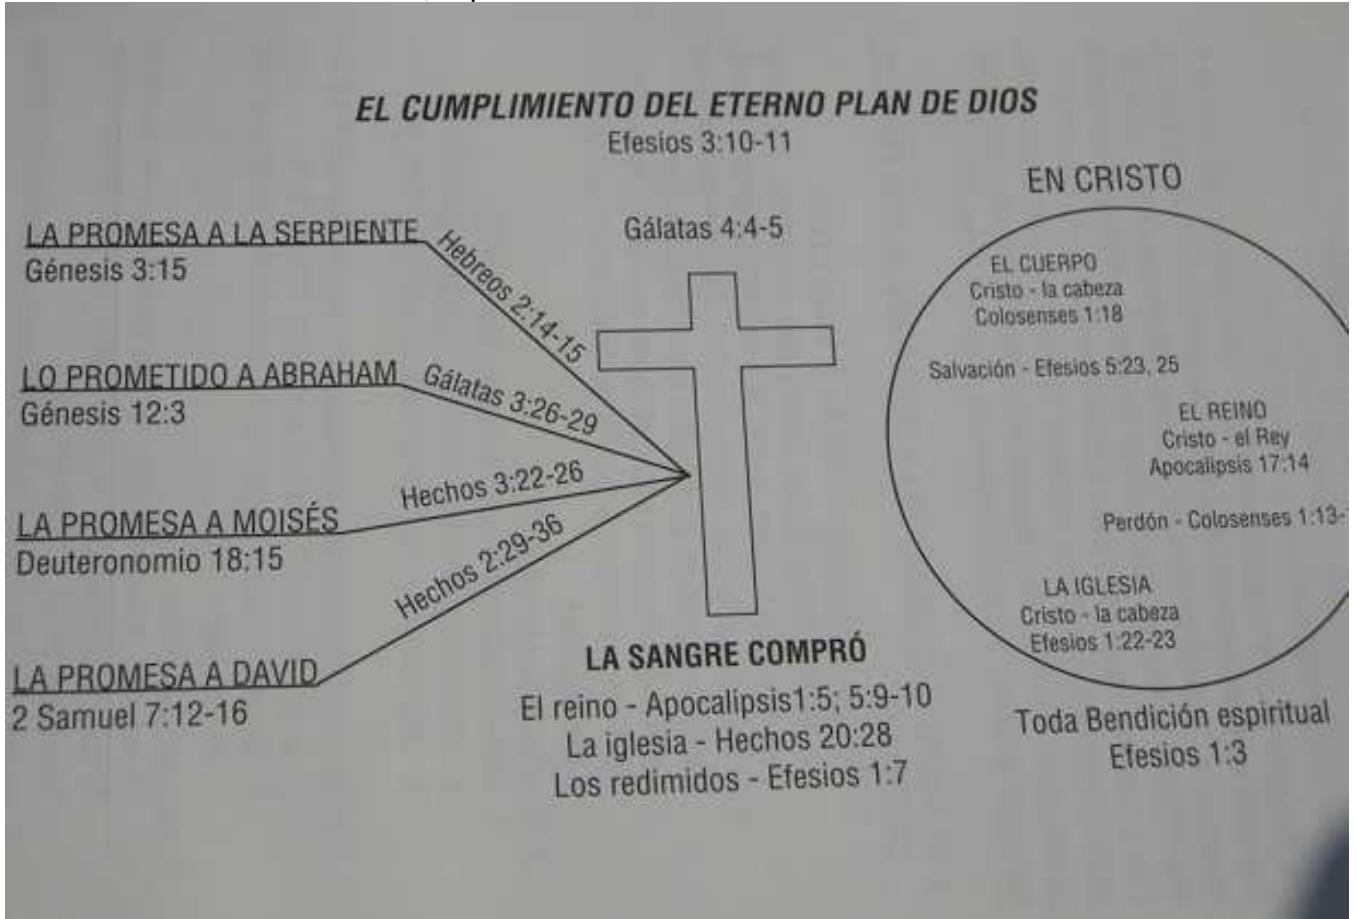 EL CUMPLIMIENTO DEL ETERNO PLAN DE DIOS
Efesios 3:10-11
LA PROMESA A LA SERPIENTE
Génesis 3:15
Hebreos 2:14-15
LO PROMETIDO A ABRAHAM
Génesis 12:3
Gálatas 3:26-29
LA PROMESA A MOISÉS
Deuteronomio 18:15
Hechos 3:22-26
LA PROMESA A DAVID
2 Samuel 7:12-16
Hechos 2:29-36
Gálatas 4:4-5
LA SANGRE COMPRÓ
El reino - Apocalipsis1:5; 5:9-10
La iglesia - Hechos 20:28
Los redimidos - Efesios 1:7
EN CRISTO
EL CUERPO
Cristo - la cabeza
Colosenses 1:18
Salvación - Efesios 5:23, 25
EL REINO
Cristo - el Rey
Apocalipsis 17:14
Perdón - Colosenses 1:13-
LA IGLESIA
Cristo - la cabeza
Efesios 1:22-23
Toda Bendición espiritual
Efesios 1:3